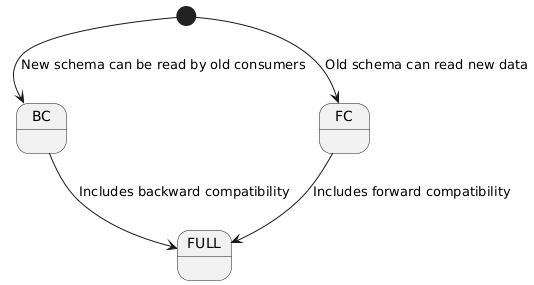 New schema can be read by old consumers
Old schema can read new data
BC
FC
Includes backward compatibility
Includes forward compatibility
FULL